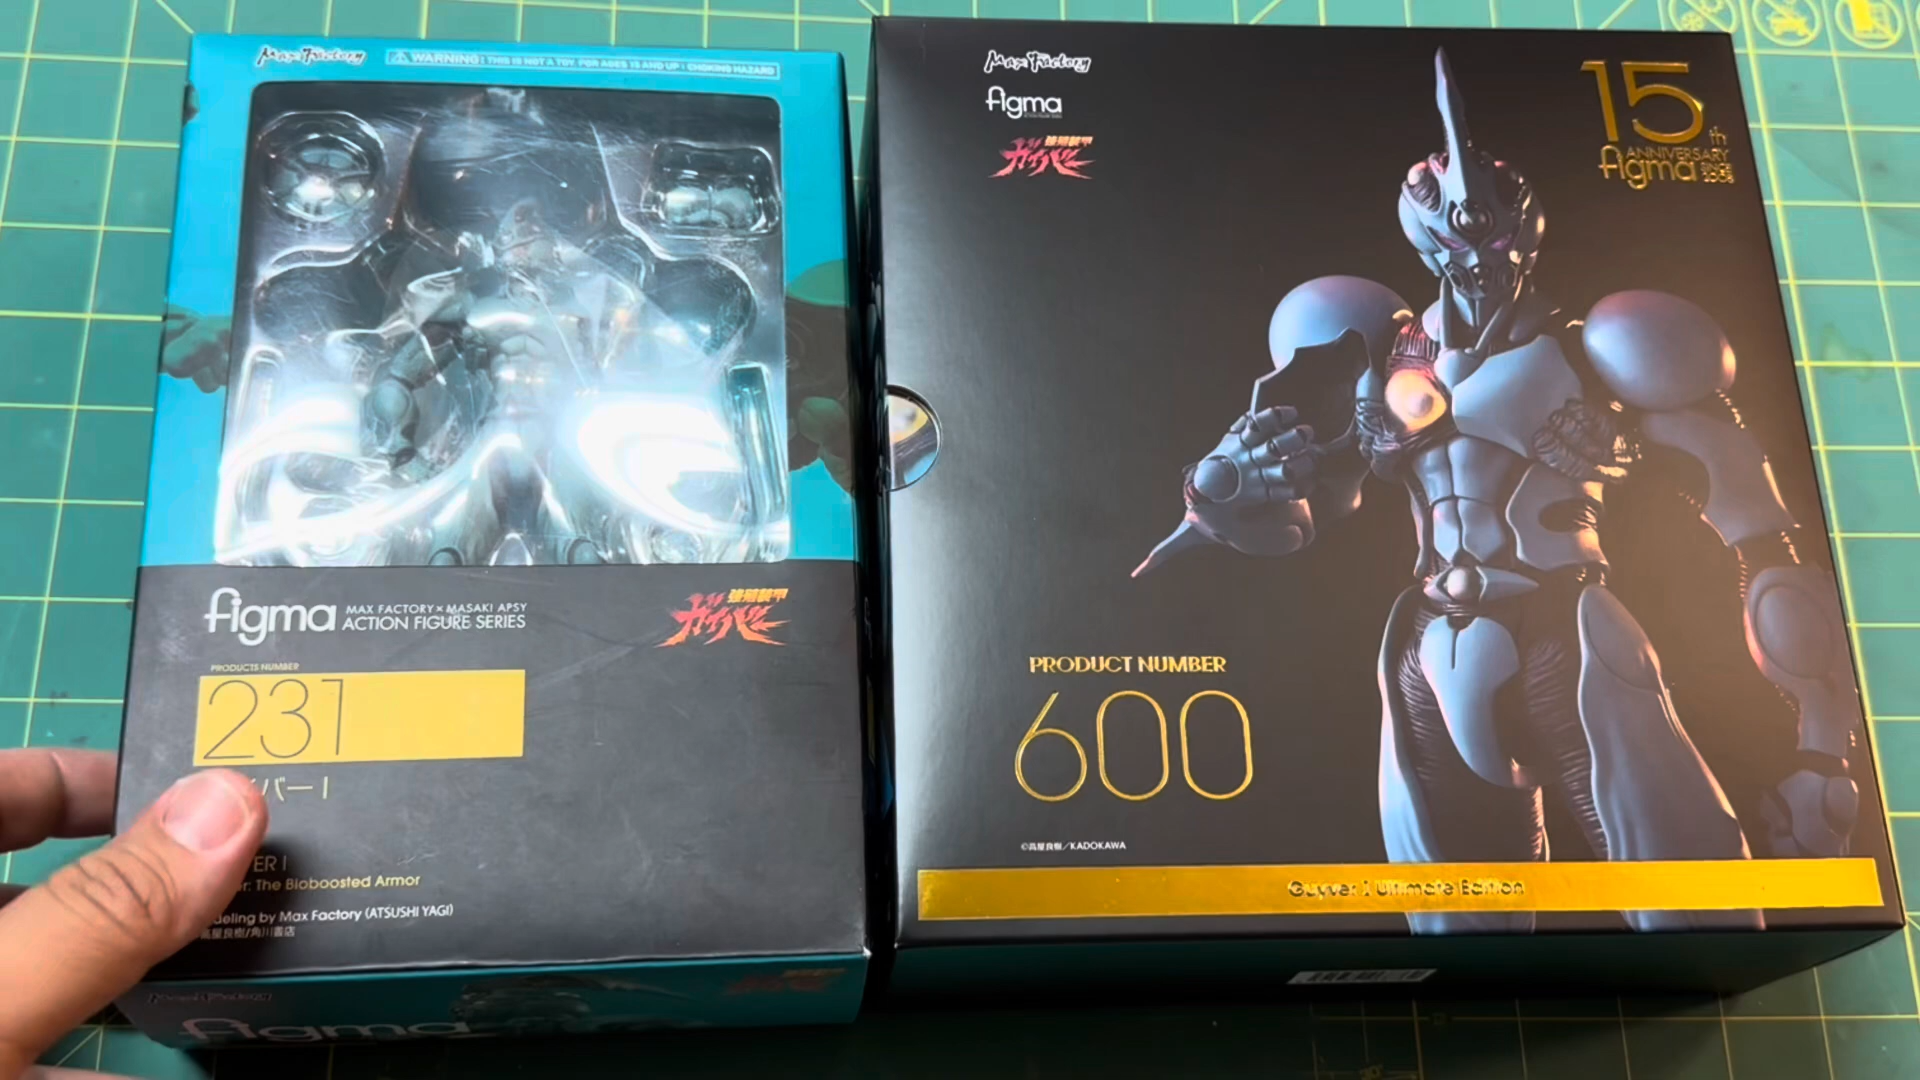 Max Factory
WARNING! THIS IS NOT A TOY. FOR AGES 15 AND UP! CHOKING HAZARD
figma
MAX FACTORY × MASAKI APSY
ACTION FIGURE SERIES
強殖装甲
ガイバー
PRODUCTS NUMBER
231
バー I
ER I
er: The Bioboosted Armor
deling by Max Factory (ATSUSHI YAGI)
高屋良樹/角川書店
Max Factory
figma
Max Factory
figma
強殖装甲
ガイバー
15th
ANNIVERSARY
figma
PRODUCT NUMBER
600
©高屋良樹/KADOKAWA
Guyver I Ultimate Edition